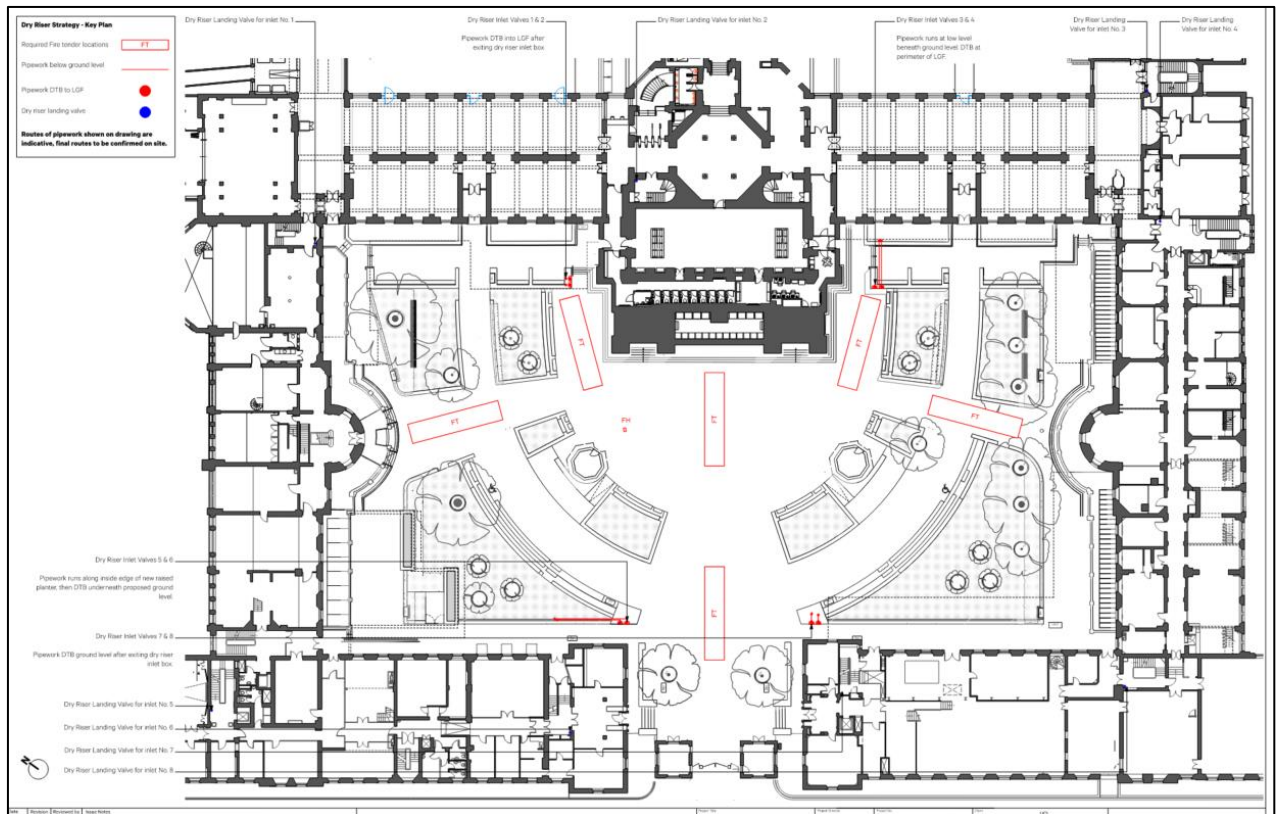 Dry Riser Strategy - Key Plan
Required Fire tender locations
FT
Pipework below ground level
Pipework DTB to LGF
Dry riser landing valve
Routes of pipework shown on drawing are
indicative, final routes to be confirmed on site.
Dry Riser Landing Valve for inlet No. 1
Dry Riser Inlet Valves 1 & 2
Pipework DTB into LGF after
exiting dry riser inlet box.
Dry Riser Landing Valve for inlet No. 2
Dry Riser Inlet Valves 3 & 4
Pipework runs at low level
beneath ground level. DTB at
perimeter of LGF.
Dry Riser Landing
Valve for inlet No. 3
Dry Riser Landing
Valve for inlet No. 4
FT
FT
FT
FT
FT
FH
FT
Dry Riser Inlet Valves 5 & 6
Pipework runs along inside edge of new raised
planter, then DTB underneath proposed ground
level.
Dry Riser Inlet Valves 7 & 8
Pipework DTB ground level after exiting dry riser
inlet box.
Dry Riser Landing Valve for inlet No. 5
Dry Riser Landing Valve for inlet No. 6
Dry Riser Landing Valve for inlet No. 7
Dry Riser Landing Valve for inlet No. 8
N
Revision
Reviewed by
Issue Notes